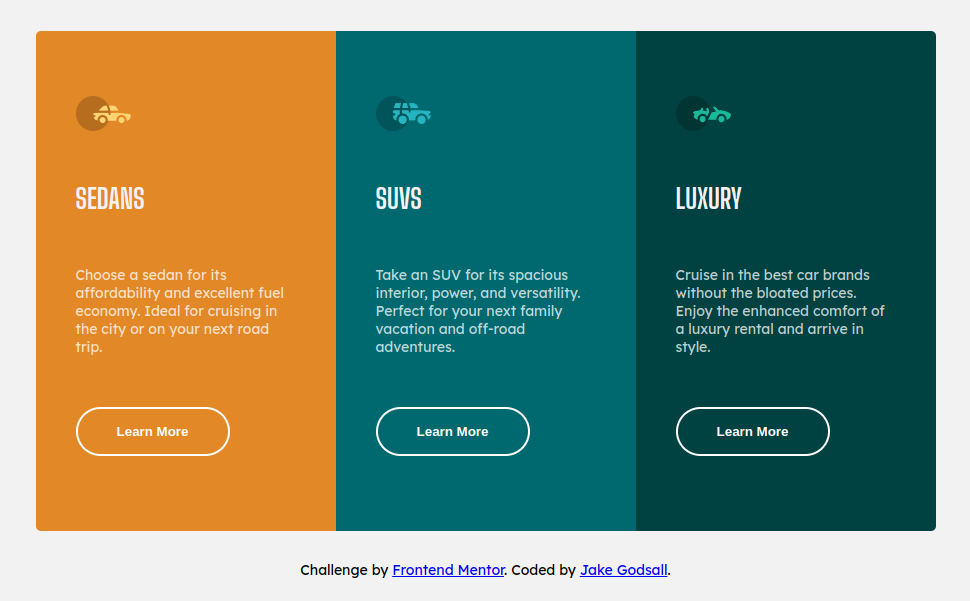 SEDANS
Choose a sedan for its
affordability and excellent fuel
economy. Ideal for cruising in
the city or on your next road
trip.
Learn More
SUVS
Take an SUV for its spacious
interior, power, and versatility.
Perfect for your next family
vacation and off-road
adventures.
Learn More
LUXURY
Cruise in the best car brands
without the bloated prices.
Enjoy the enhanced comfort of
a luxury rental and arrive in
style.
Learn More
Challenge by Frontend Mentor. Coded by Jake Godsall.